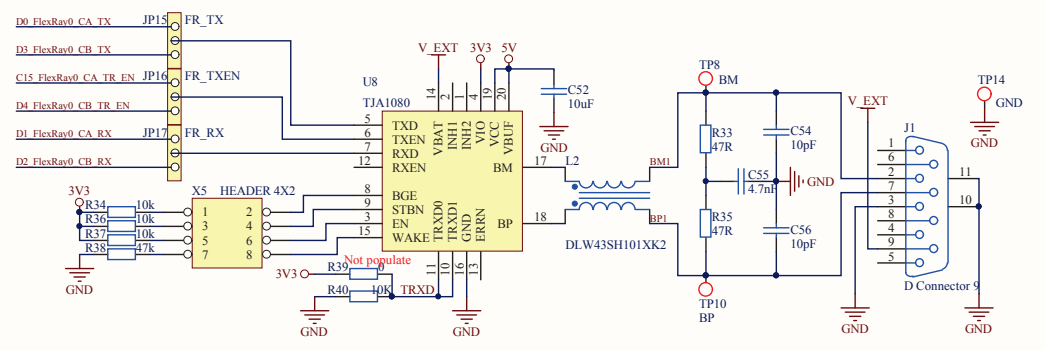 D0_FlexRay0_CA_TX
JP15
FR_TX
D3_FlexRay0_CB_TX
C15_FlexRay0_CA_TR_EN
JP16
FR_TXEN
D4_FlexRay0_CB_TR_EN
D1_FlexRay0_CA_RX
JP17
FR_RX
D2_FlexRay0_CB_RX
V_EXT
3V3
5V
U8
TJA1080
14
2
1
4
19
20
C52
10uF
GND
5
6
7
12
TXD
TXEN
RXD
RXEN
VBAT
INH1
INH2
VIO
VCC
VBUF
BM
17
L2
BM1
8
9
3
15
BGE
STBN
EN
WAKE
TRXD0
TRXD1
GND
ERRN
BP
18
BP1
DLW43SH101XK2
11
10
16
13
3V3
X5
HEADER 4X2
R34
10k
1
2
R36
10k
3
4
R37
10k
5
6
R38
47k
7
8
GND
Not populate
3V3
R39
0
R40
10K
TRXD
GND
GND
TP8
BM
R33
47R
C54
10pF
C55
4.7nF
GND
R35
47R
C56
10pF
TP10
BP
TP14
GND
V_EXT
J1
1
6
2
7
3
8
4
9
5
11
10
D Connector 9
GND
GND